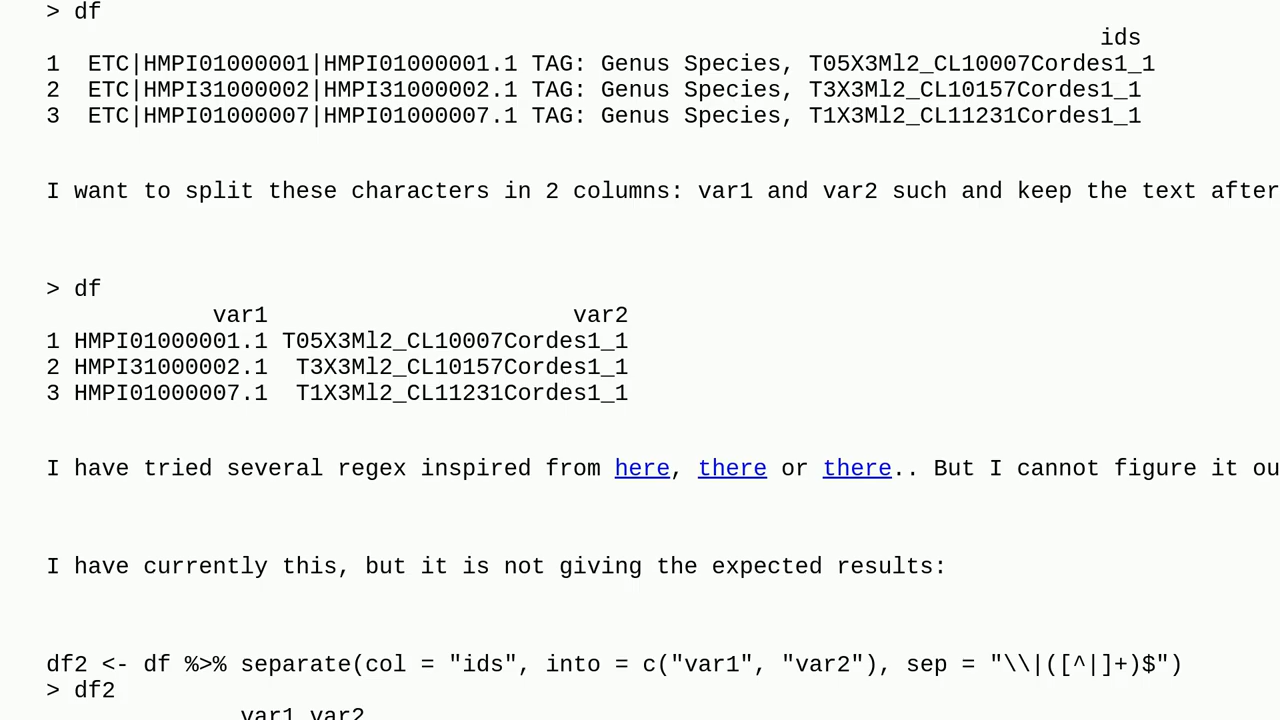 > df
ids
1  ETC|HMPI01000001|HMPI01000001.1 TAG: Genus Species, T05X3Ml2_CL10007Cordes1_1
2  ETC|HMPI31000002|HMPI31000002.1 TAG: Genus Species, T3X3Ml2_CL10157Cordes1_1
3  ETC|HMPI01000007|HMPI01000007.1 TAG: Genus Species, T1X3Ml2_CL11231Cordes1_1
I want to split these characters in 2 columns: var1 and var2 such and keep the text after
> df
var1                      var2
1 HMPI01000001.1 T05X3Ml2_CL10007Cordes1_1
2 HMPI31000002.1  T3X3Ml2_CL10157Cordes1_1
3 HMPI01000007.1  T1X3Ml2_CL11231Cordes1_1
I have tried several regex inspired from here, there or there.. But I cannot figure it ou
I have currently this, but it is not giving the expected results:
df2 <- df %>% separate(col = "ids", into = c("var1", "var2"), sep = "\\|([^|]+)$")
> df2
var1 var2